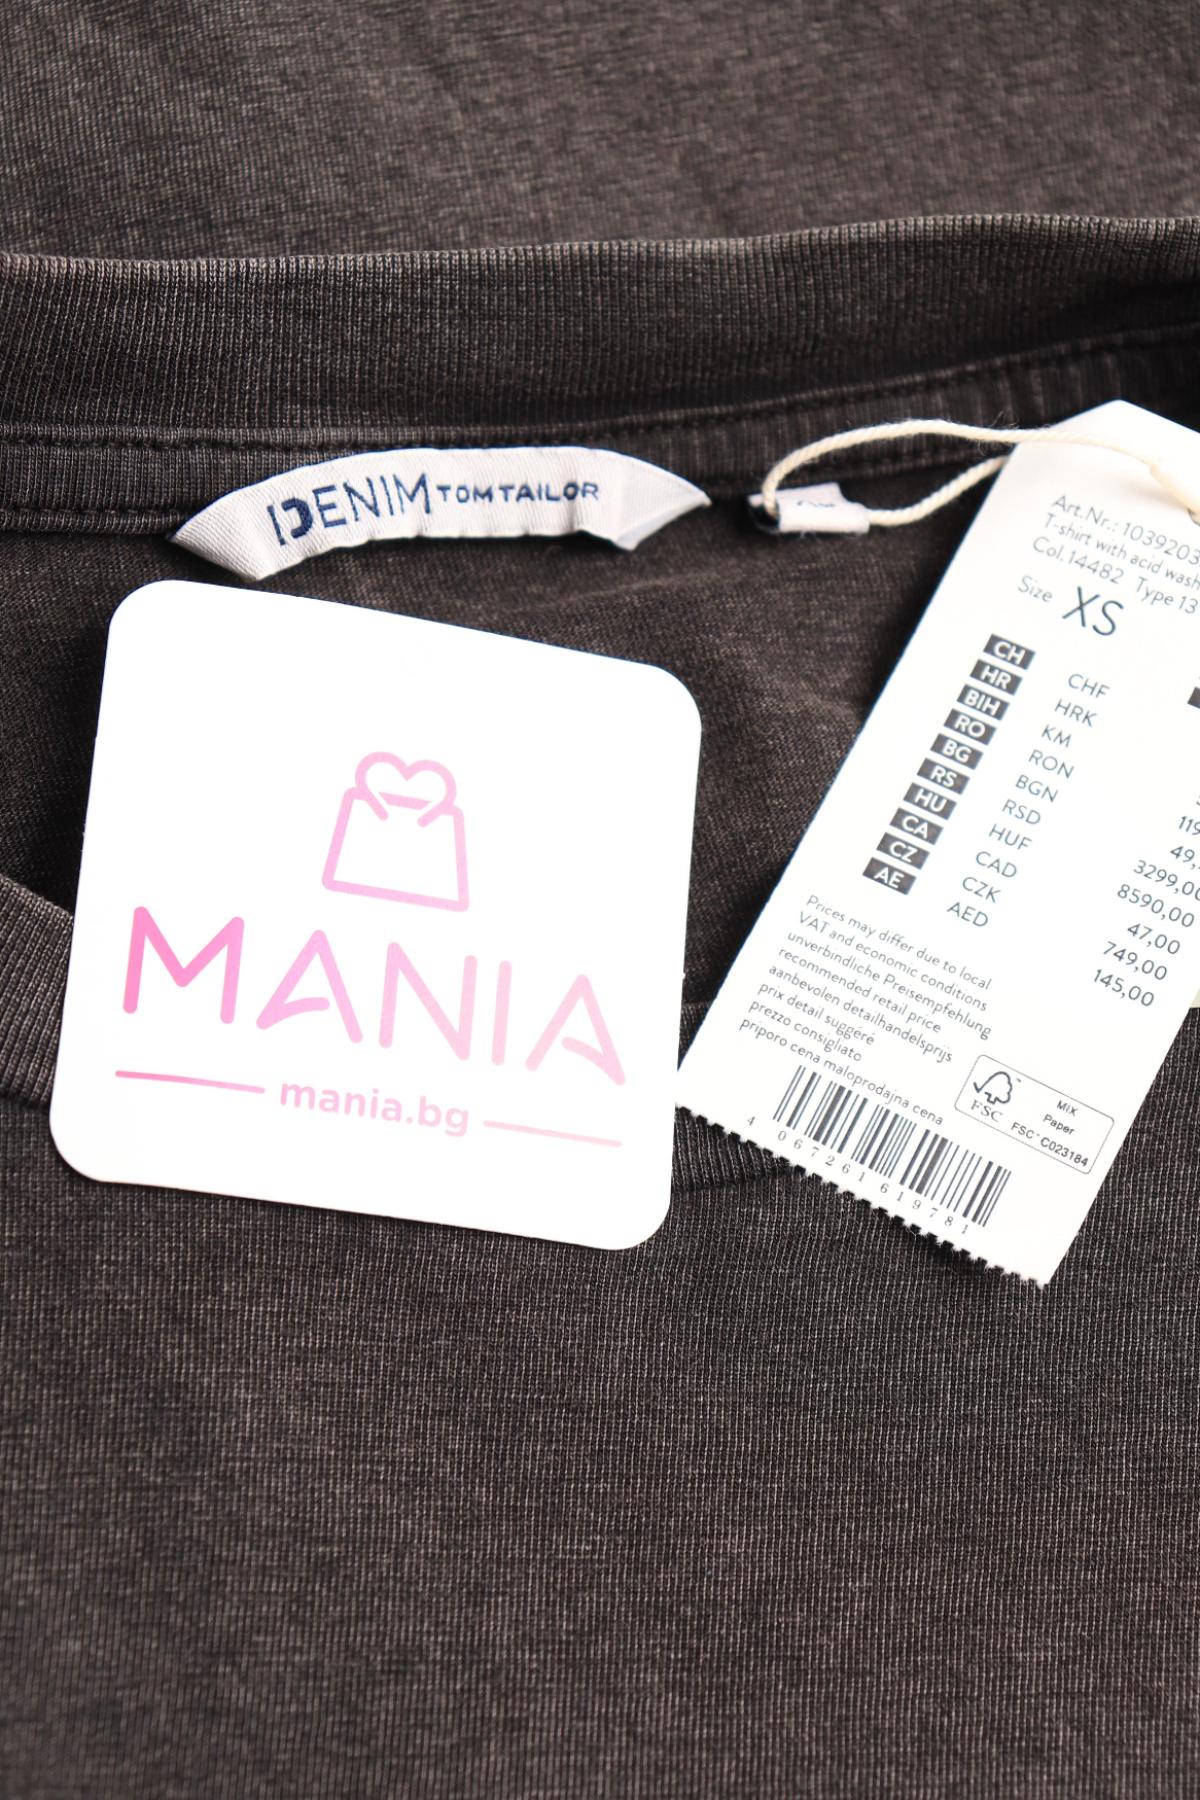 DENIM TOM TAILOR
Art.Nr.: 1039203
T-shirt with acid wash
Col.14482 Type 13
Size XS
CH CHF
HR HRK
BIH KM
RO RON
BG BGN
RS RSD 3299,00
HU HUF 8590,00
CA CAD 47,00
CZ CZK 749,00
AE AED 145,00
Prices may differ due to local
VAT and economic conditions
unverbindliche Preisempfehlung
recommended retail price
aanbevolen detailhandelsprijs
prix detail suggéré
prezzo consigliato
priporo cena maloprodajna cena
FSC
MIX
Paper
FSC® C023184
4 067261 619781
MANIA
mania.bg